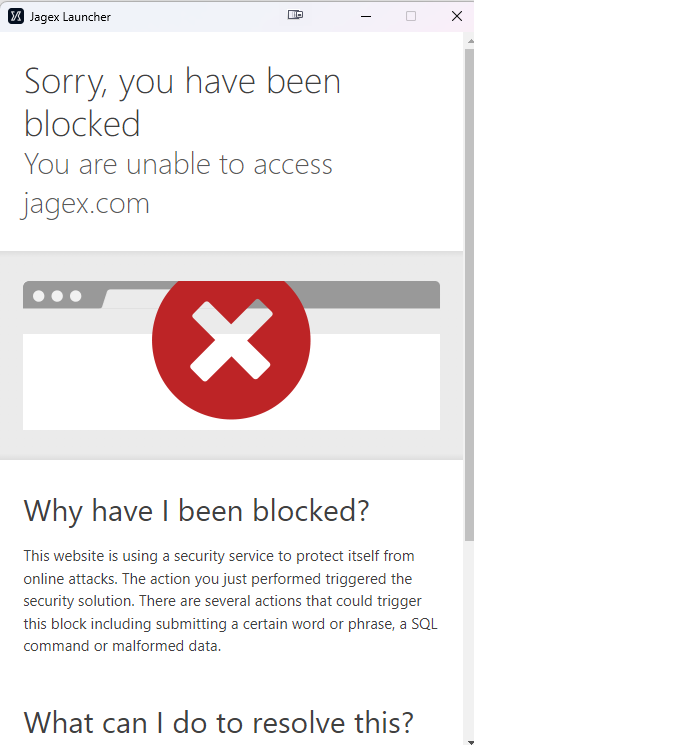 Jagex Launcher
Sorry, you have been
blocked
You are unable to access
jagex.com
Why have I been blocked?
This website is using a security service to protect itself from
online attacks. The action you just performed triggered the
security solution. There are several actions that could trigger
this block including submitting a certain word or phrase, a SQL
command or malformed data.
What can I do to resolve this?